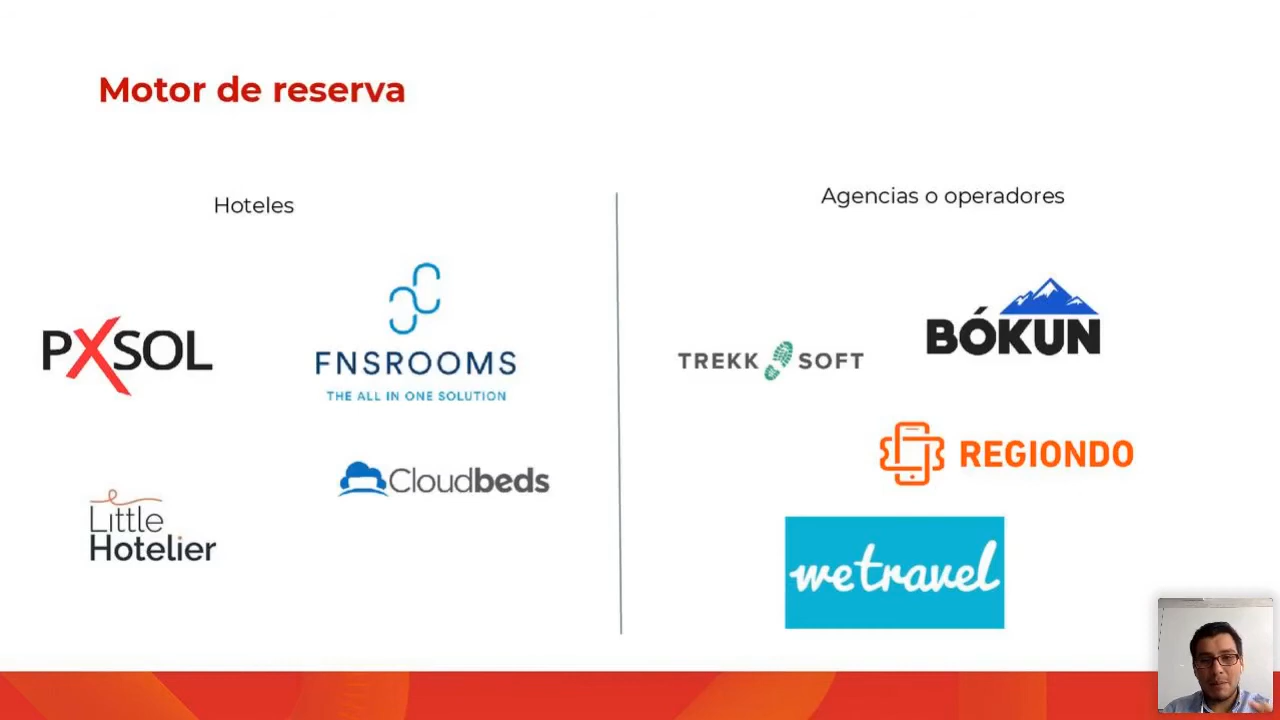 Motor de reserva
Hoteles
PXSOL
FNSROOMS
THE ALL IN ONE SOLUTION
Cloudbeds
Little
Hotelier
Agencias o operadores
BÓKUN
TREKK SOFT
REGIONDO
wetravel